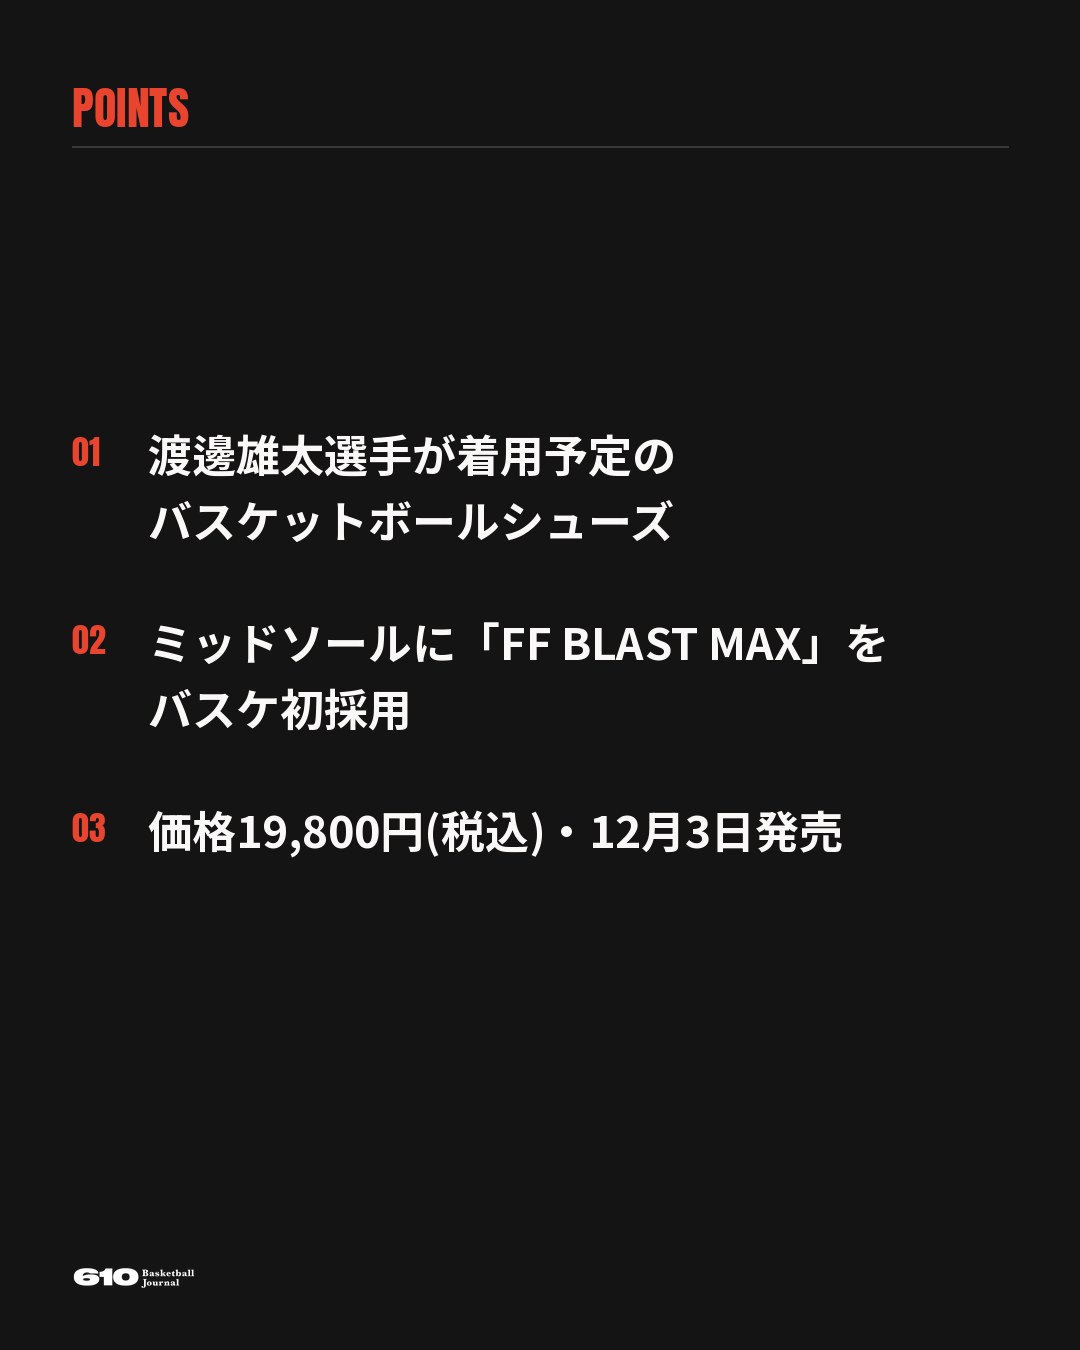 POINTS
01
渡邊雄太選手が着用予定の
バスケットボールシューズ
02
ミッドソールに「FF BLAST MAX」を
バスケ初採用
03
価格19,800円(税込)・12月3日発売
610 Basketball
Journal